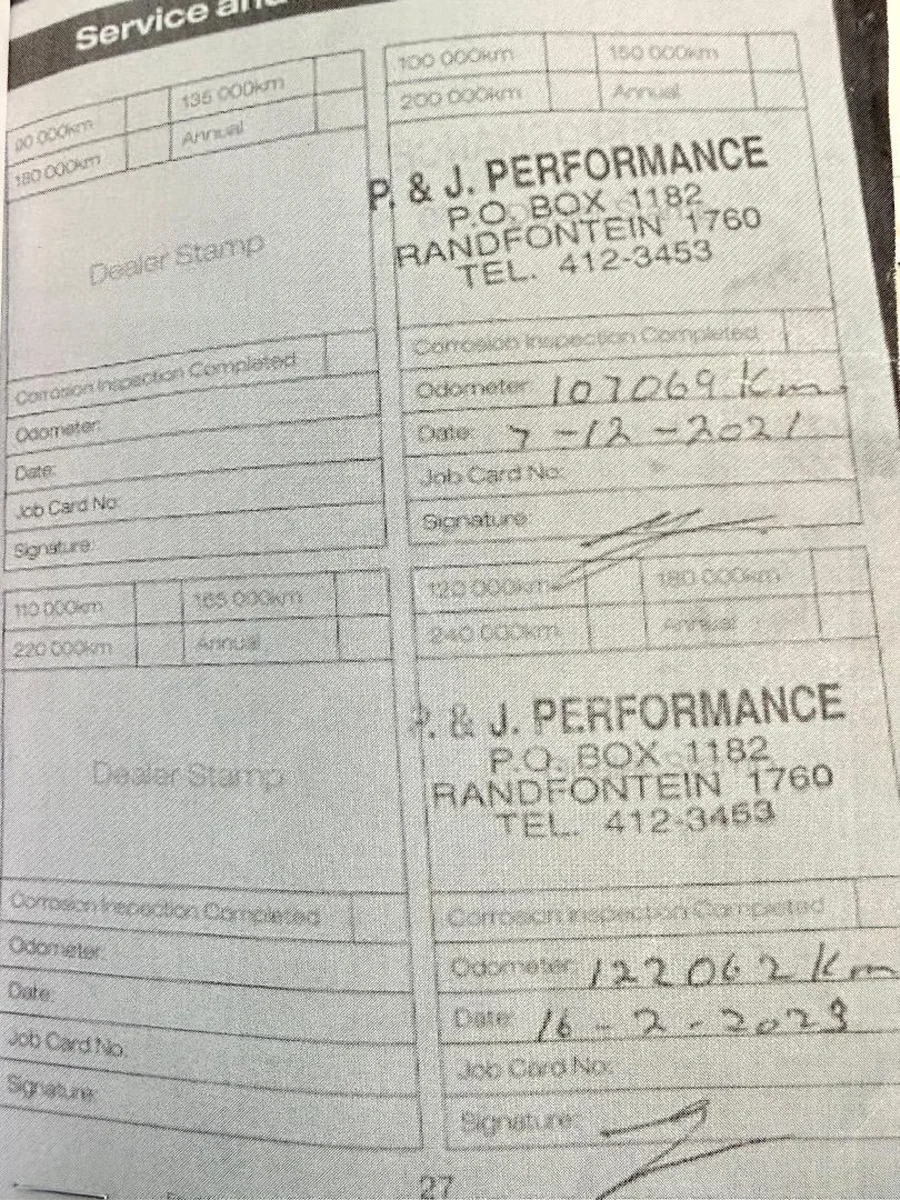 Service and
90 000km 135 000km
180 000km Annual
Dealer Stamp
Corrosion Inspection Completed
Odometer:
Date:
Job Card No:
Signature:
100 000km 150 000km
200 000km Annual
P. & J. PERFORMANCE
P.O. BOX 1182
RANDFONTEIN 1760
TEL. 412-3453
Corrosion Inspection Completed
Odometer: 107069 Km
Date: 7-12-2021
Job Card No:
Signature:
110 000km 165 000km
220 000km Annual
Dealer Stamp
Corrosion Inspection Completed
Odometer:
Date:
Job Card No:
Signature:
120 000km 180 000km
240 000km Annual
P. & J. PERFORMANCE
P.O. BOX 1182
RANDFONTEIN 1760
TEL. 412-3453
Corrosion Inspection Completed
Odometer: 122062 Km
Date: 16-2-2023
Job Card No:
Signature:
27